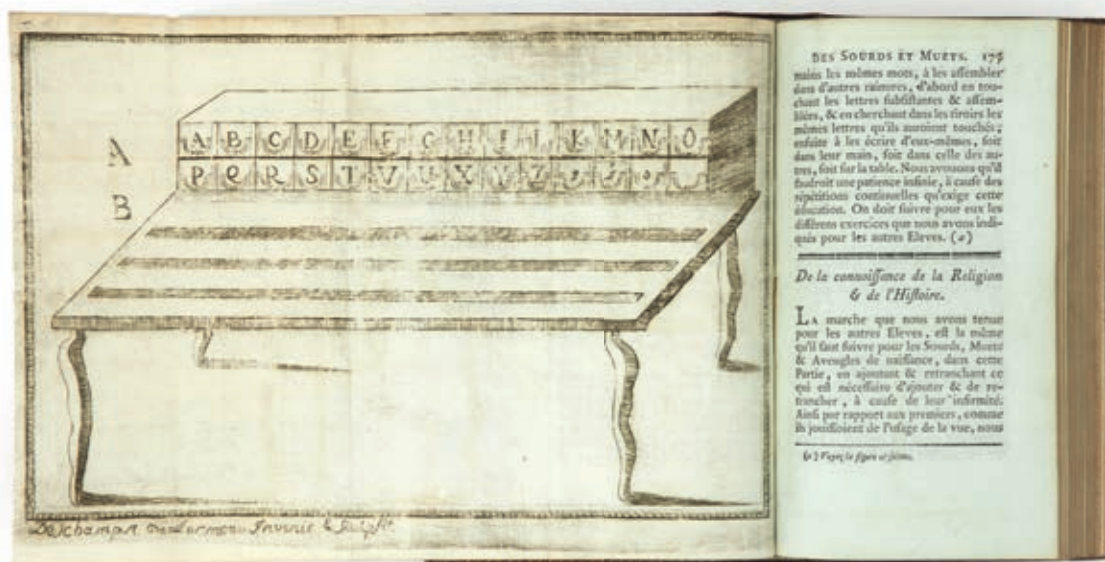 A
B
A B C D E F G H I J K M N O
P Q R S T V U X Y Z
Deschamps Invenit & Sculpsit
DES SOURDS ET MUETS. 175
mains les mêmes mots, à les assembler
dans d'autres rainures, d'abord en tou-
chant les lettres subsistantes & assem-
blées, & en cherchant dans les tiroirs les
mêmes lettres qu'ils auroient touchés ;
ensuite à les écrire d'eux-mêmes, soit
dans leur main, soit dans celle des au-
tres, soit sur la table. Nous avouons qu'il
faudroit une patience infinie, à cause des
répétitions continuelles qu'exige cette
éducation. On doit suivre pour eux les
différens exercices que nous avons indi-
qués pour les autres Eleves. (a)
De la connoissance de la Religion
& de l'Histoire.
LA marche que nous avons tenue
pour les autres Eleves, est la même
qu'il faut suivre pour les Sourds, Muets
& Aveugles de naissance, dans cette
Partie, en ajoutant & retranchant ce
qui est nécessaire d'ajouter & de re-
trancher, à cause de leur infirmité.
Ainsi par rapport aux premiers, comme
ils jouissoient de l'usage de la vue, nous
(a) Voyez la figure ci-jointe.